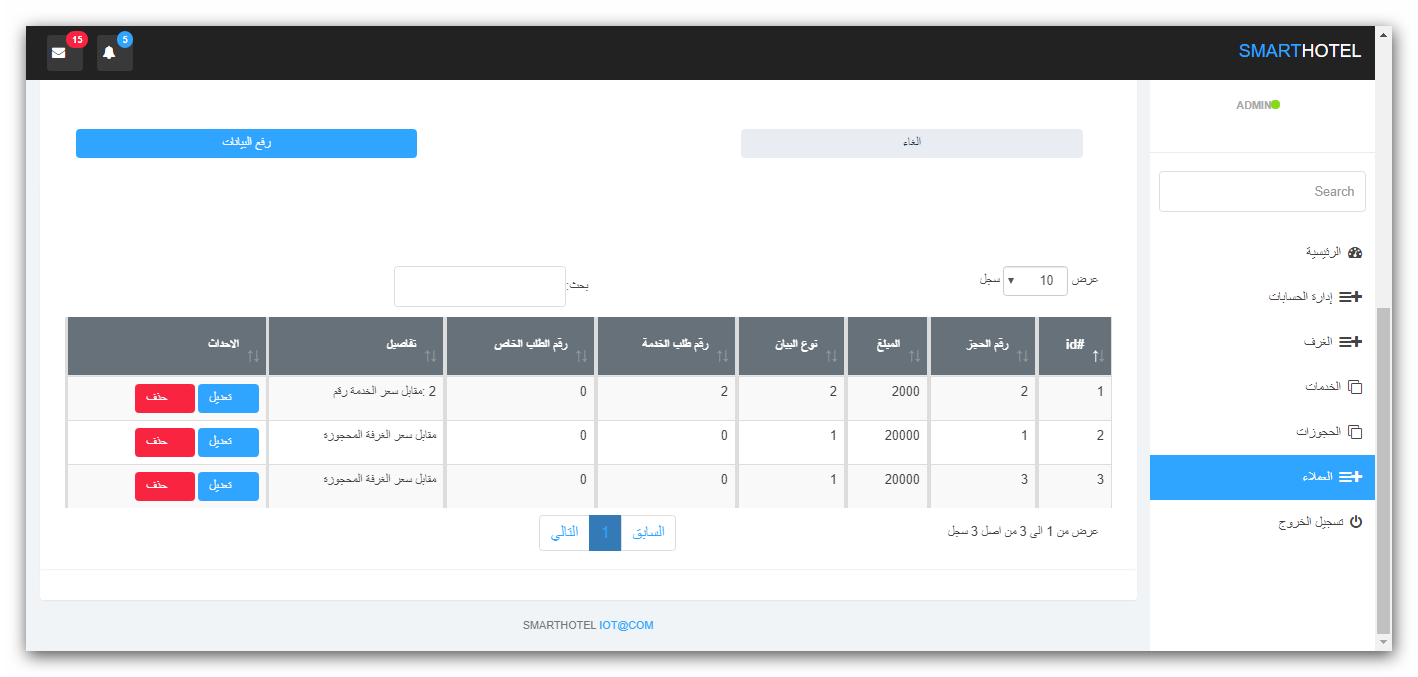 SMARTHOTEL
5
15
ADMIN
Search
الرئيسية
إدارة الحسابات
الغرف
الخدمات
الحجوزات
العملاء
تسجيل الخروج
الغاء
رفع البيانات
عرض 10 سجل
بحث:
id# رقم الحجز المبلغ نوع البيان رقم طلب الخدمة رقم الطلب الخاص تفاصيل الاحداث
1 2 2000 2 2 0 مقابل سعر الخدمة رقم: 2 تعديل حذف
2 1 20000 1 0 0 مقابل سعر الغرفة المحجوزة تعديل حذف
3 3 20000 1 0 0 مقابل سعر الغرفة المحجوزة تعديل حذف
عرض من 1 الى 3 من اصل 3 سجل
السابق 1 التالي
SMARTHOTEL IOT@COM